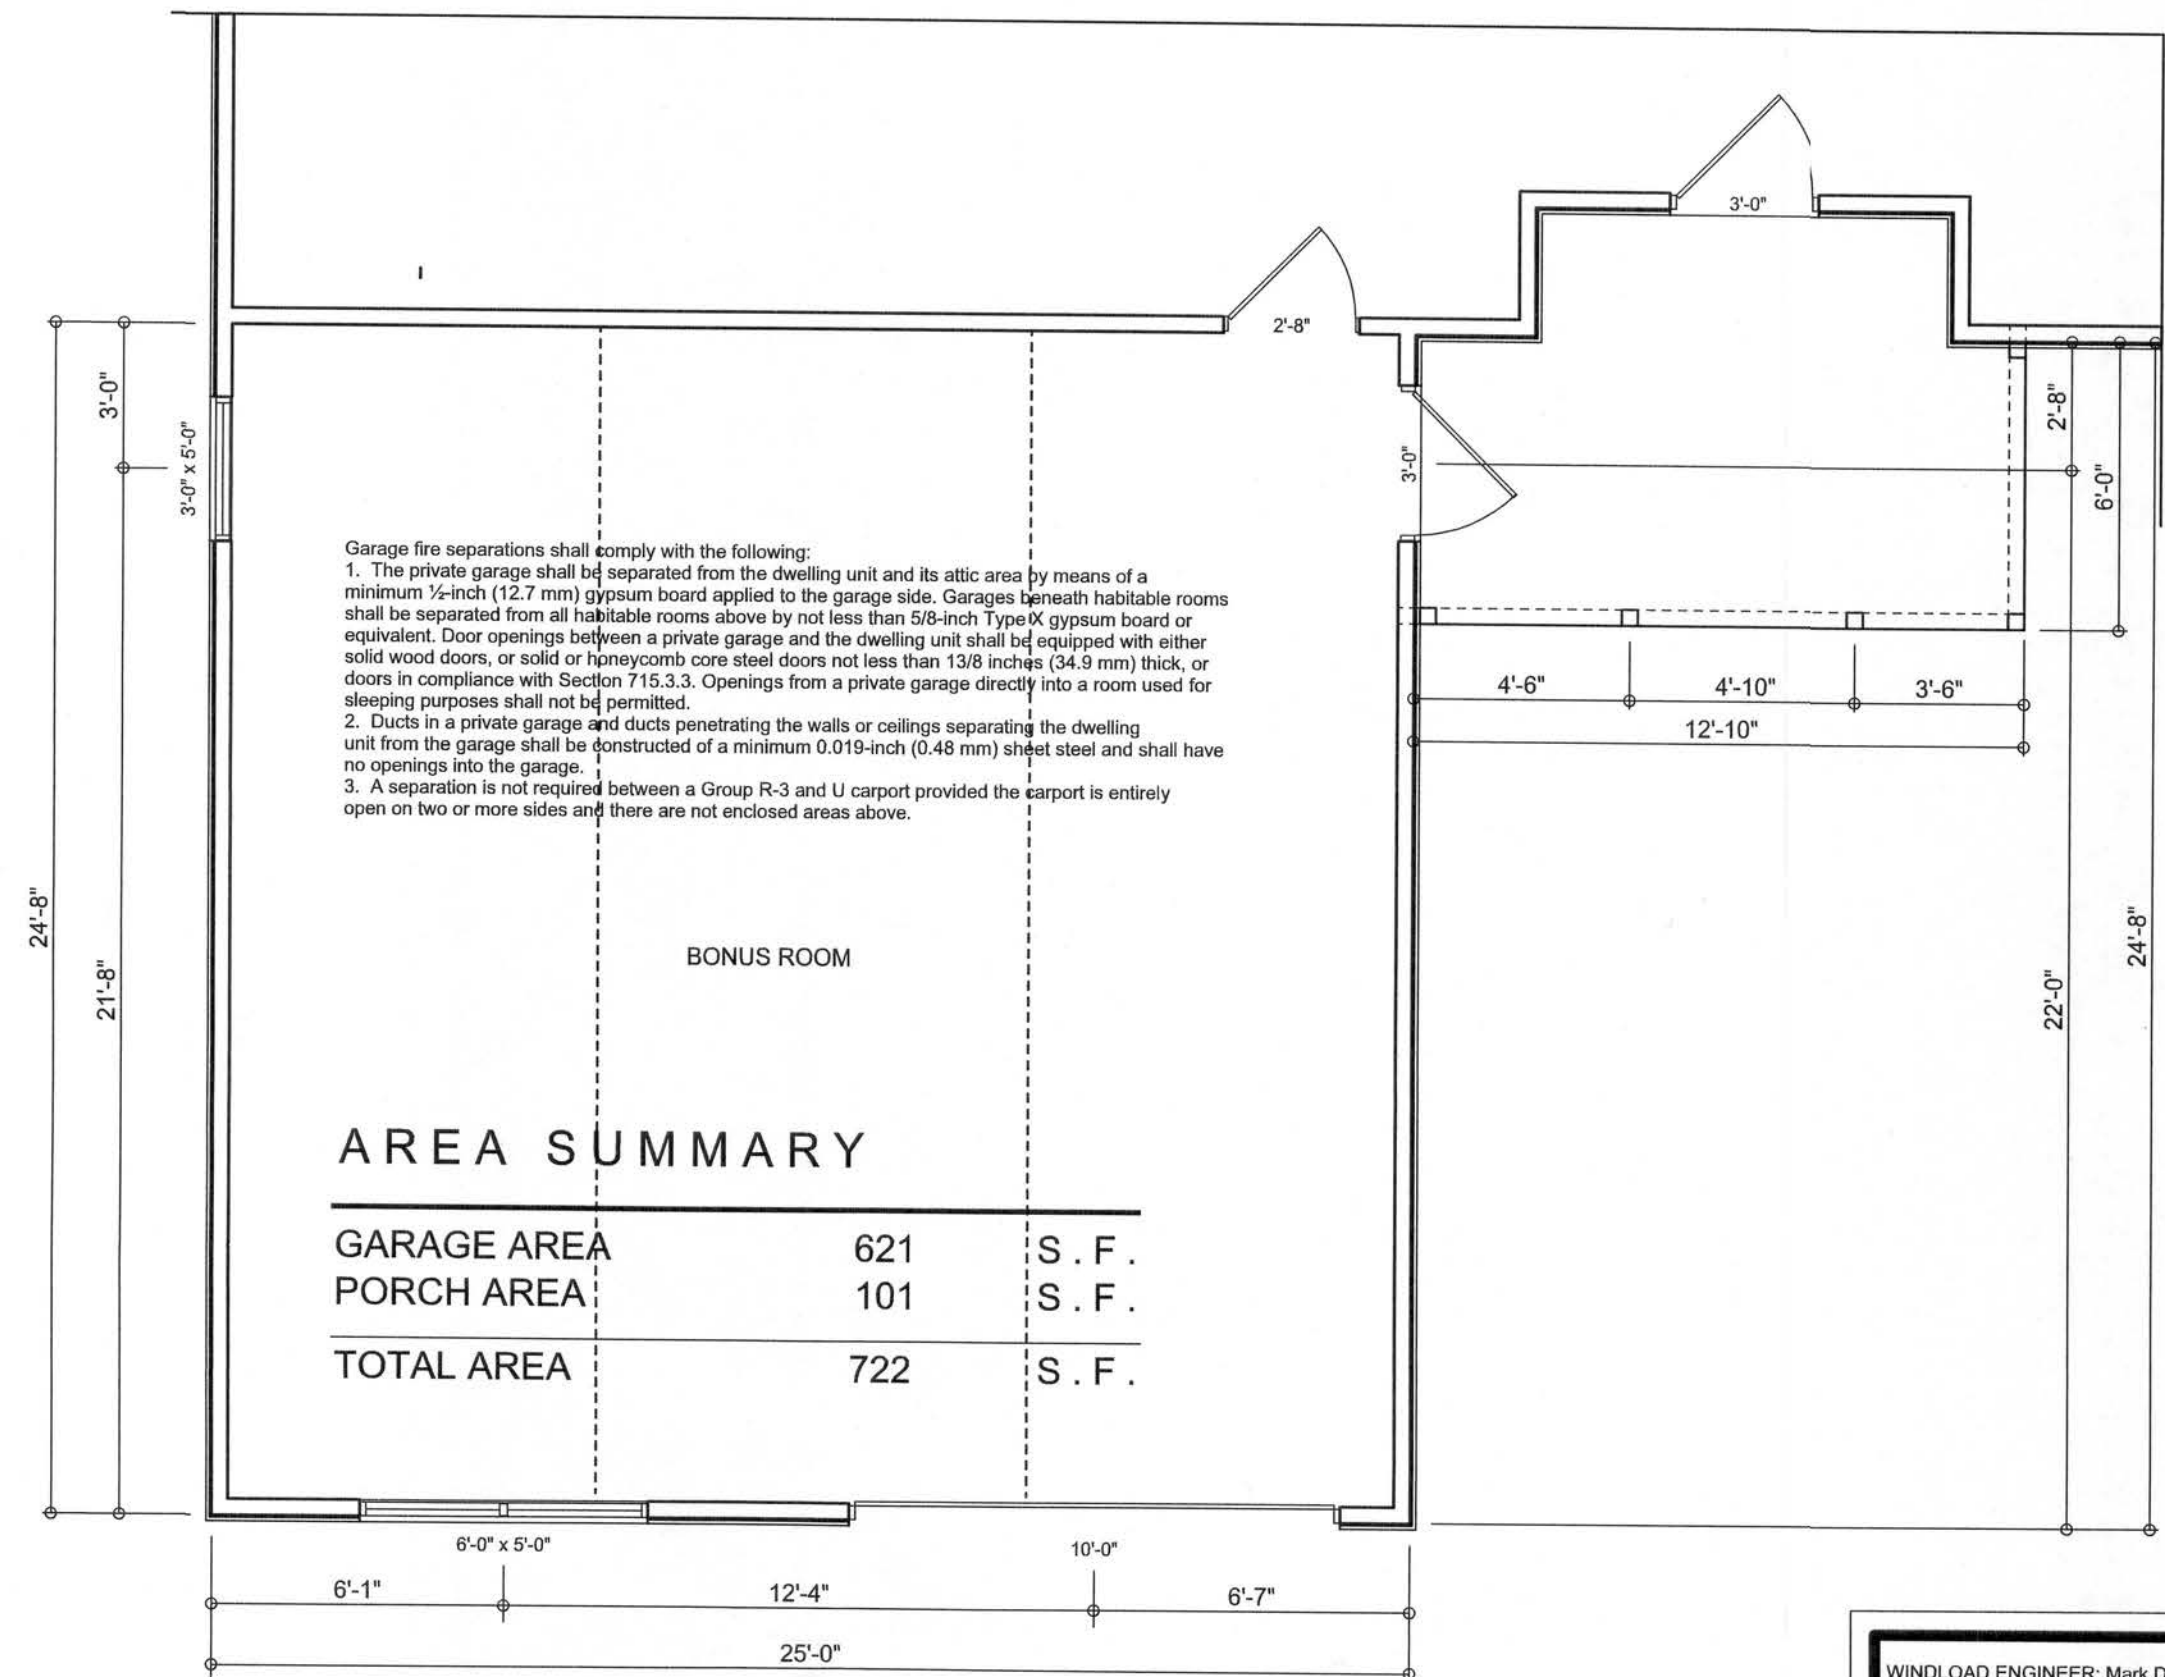 3'-0"
2'-8"
3'-0"
3'-0" x 5'-0"
3'-0"
2'-8"
6'-0"
Garage fire separations shall comply with the following:
1. The private garage shall be separated from the dwelling unit and its attic area by means of a
minimum ½-inch (12.7 mm) gypsum board applied to the garage side. Garages beneath habitable rooms
shall be separated from all habitable rooms above by not less than 5/8-inch Type X gypsum board or
equivalent. Door openings between a private garage and the dwelling unit shall be equipped with either
solid wood doors, or solid or honeycomb core steel doors not less than 13/8 inches (34.9 mm) thick, or
doors in compliance with Section 715.3.3. Openings from a private garage directly into a room used for
sleeping purposes shall not be permitted.
2. Ducts in a private garage and ducts penetrating the walls or ceilings separating the dwelling
unit from the garage shall be constructed of a minimum 0.019-inch (0.48 mm) sheet steel and shall have
no openings into the garage.
3. A separation is not required between a Group R-3 and U carport provided the carport is entirely
open on two or more sides and there are not enclosed areas above.
4'-6" 4'-10" 3'-6"
12'-10"
24'-8"
21'-8"
BONUS ROOM
22'-0"
24'-8"
AREA SUMMARY
GARAGE AREA 621 S.F.
PORCH AREA 101 S.F.
TOTAL AREA 722 S.F.
6'-0" x 5'-0" 10'-0"
6'-1" 12'-4" 6'-7"
25'-0"
WINDLOAD ENGINEER: Mark D